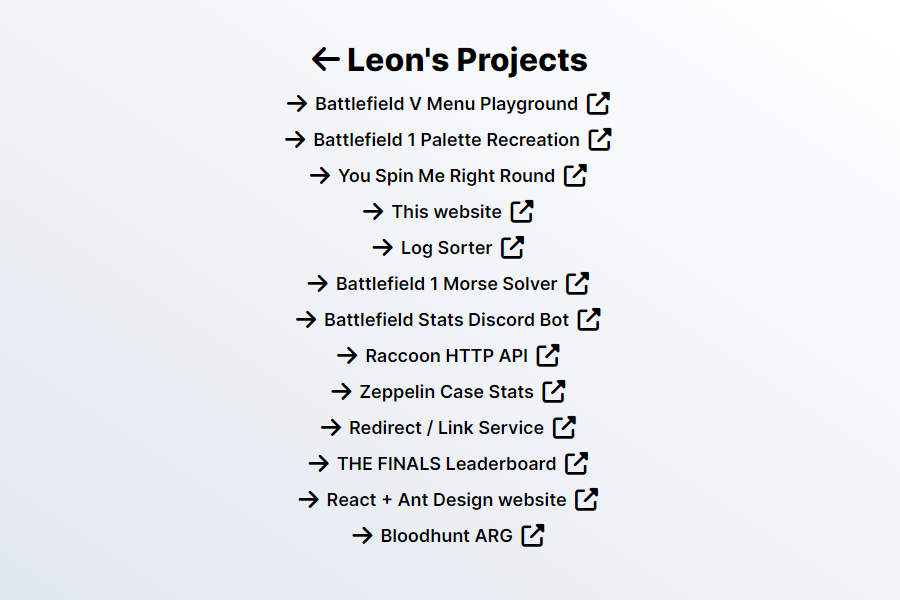 Leon's Projects
Battlefield V Menu Playground
Battlefield 1 Palette Recreation
You Spin Me Right Round
This website
Log Sorter
Battlefield 1 Morse Solver
Battlefield Stats Discord Bot
Raccoon HTTP API
Zeppelin Case Stats
Redirect / Link Service
THE FINALS Leaderboard
React + Ant Design website
Bloodhunt ARG